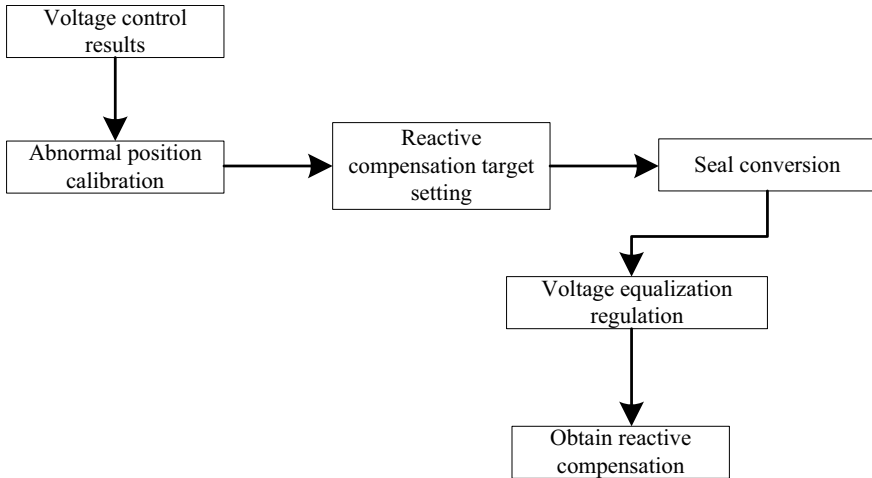 Voltage control
results
Abnormal position
calibration
Reactive
compensation target
setting
Seal conversion
Voltage equalization
regulation
Obtain reactive
compensation